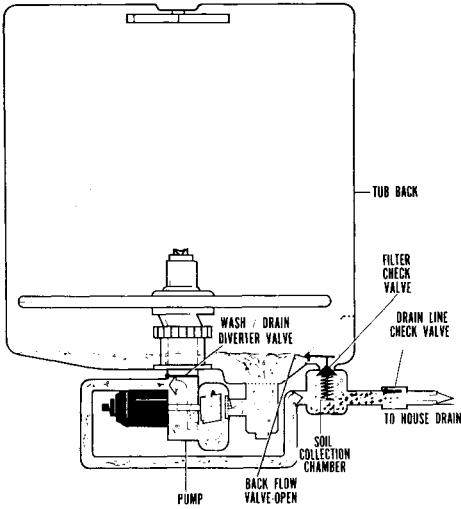 TUB BACK
FILTER
CHECK
VALVE
DRAIN LINE
CHECK VALVE
WASH / DRAIN
DIVERTER VALVE
TO HOUSE DRAIN
SOIL
COLLECTION
CHAMBER
BACK FLOW
VALVE-OPEN
PUMP